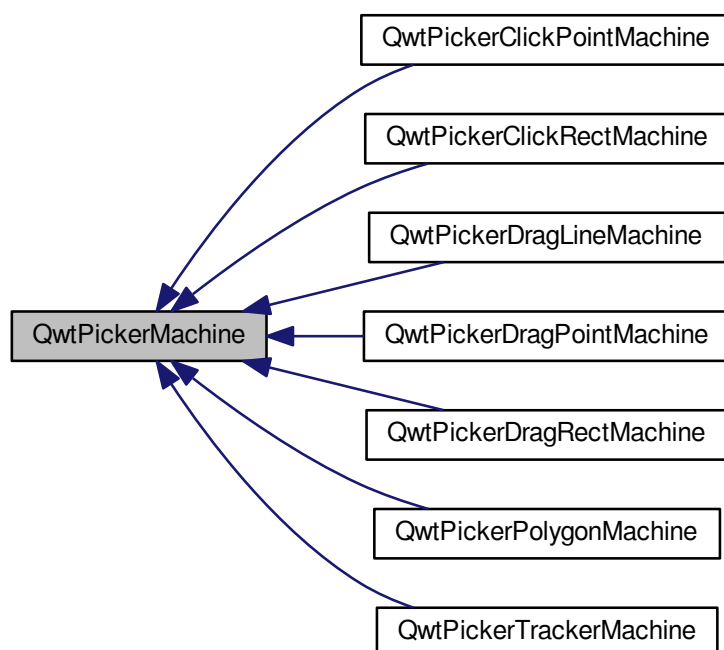 QwtPickerClickPointMachine
QwtPickerClickRectMachine
QwtPickerDragLineMachine
QwtPickerMachine
QwtPickerDragPointMachine
QwtPickerDragRectMachine
QwtPickerPolygonMachine
QwtPickerTrackerMachine